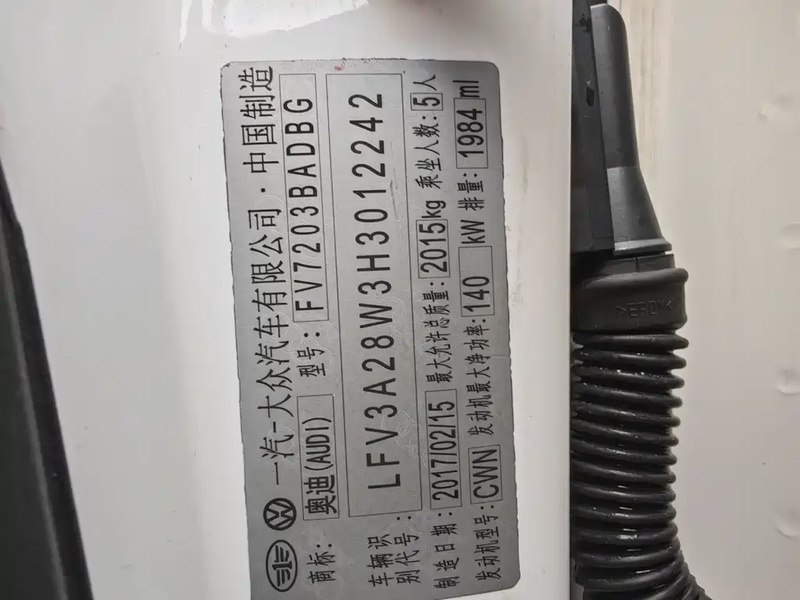 一汽-大众汽车有限公司·中国制造
商标: 奥迪(AUDI) 型号: FV7203BADBG
车辆识别代号: LFV3A28W3H3012242
制造日期: 2017/02/15 最大允许总质量: 2015kg 乘坐人数: 5人
发动机型号: CWN 发动机最大净功率: 140 kW 排量: 1984 ml
>EPDM<